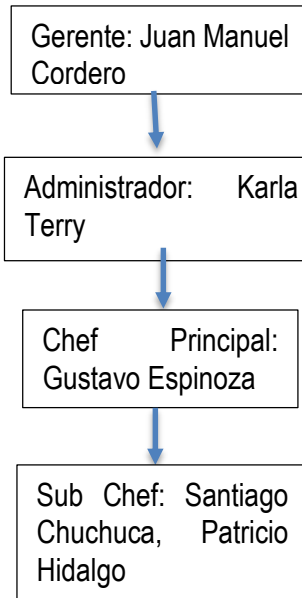 Gerente: Juan Manuel
Cordero
Administrador: Karla
Terry
Chef Principal:
Gustavo Espinoza
Sub Chef: Santiago
Chuchuca, Patricio
Hidalgo